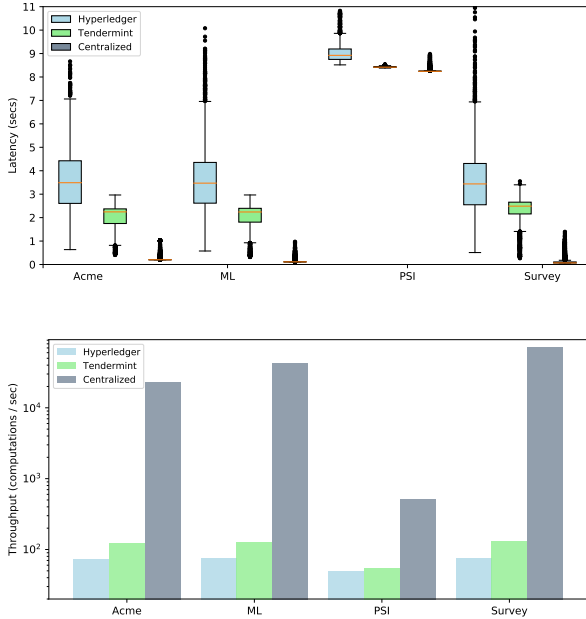 11
10
9
8
7
6
5
4
3
2
1
0
Latency (secs)
Hyperledger
Tendermint
Centralized
Acme ML PSI Survey
10^4
10^3
10^2
Throughput (computations / sec)
Hyperledger
Tendermint
Centralized
Acme ML PSI Survey